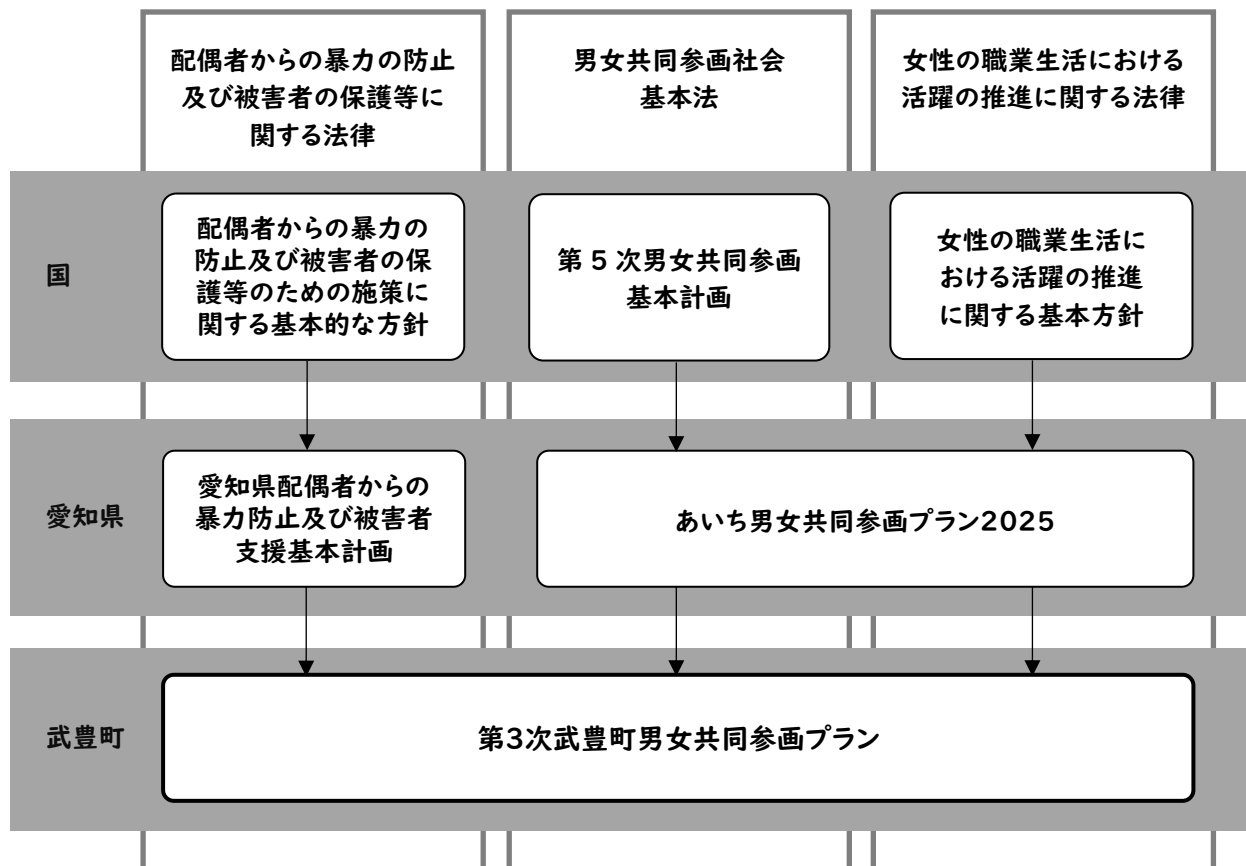 配偶者からの暴力の防止
及び被害者の保護等に
関する法律
男女共同参画社会
基本法
女性の職業生活における
活躍の推進に関する法律
国
配偶者からの暴力の
防止及び被害者の保
護等のための施策に
関する基本的な方針
第 5 次男女共同参画
基本計画
女性の職業生活に
おける活躍の推進
に関する基本方針
愛知県
愛知県配偶者からの
暴力防止及び被害者
支援基本計画
あいち男女共同参画プラン2025
武豊町
第3次武豊町男女共同参画プラン